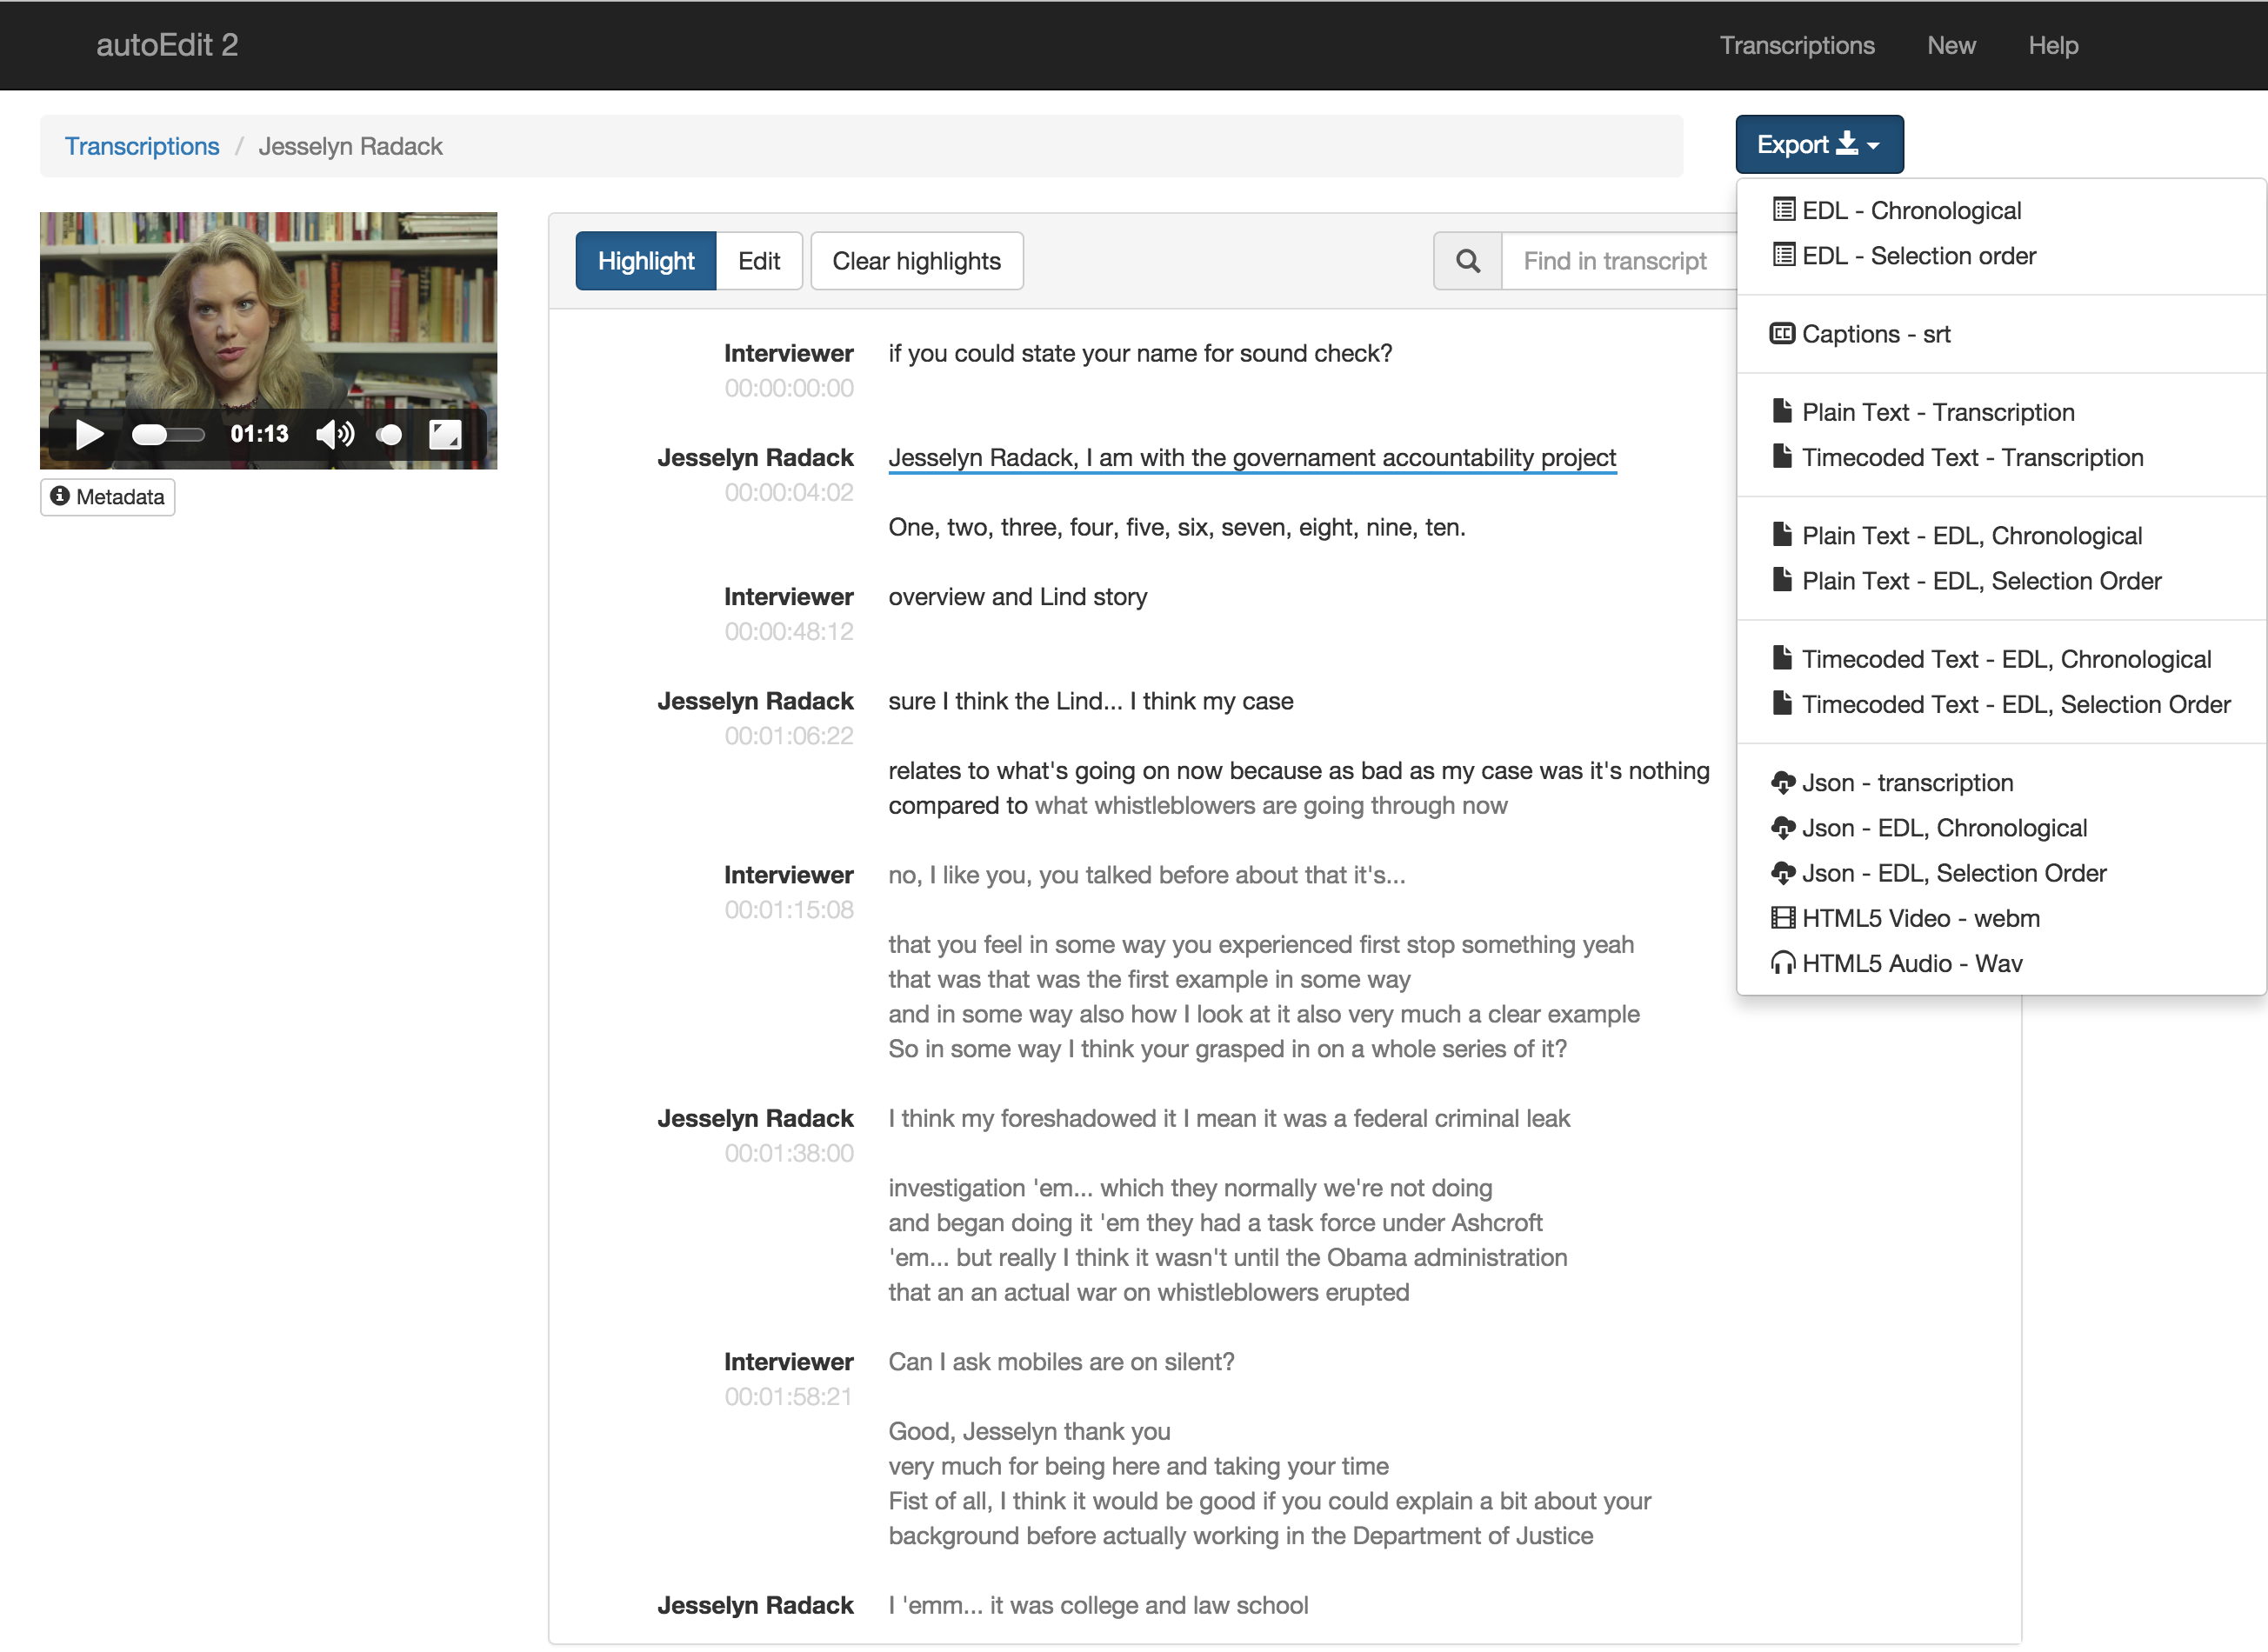 autoEdit 2
Transcriptions
New
Help
Transcriptions / Jesselyn Radack
Export
EDL - Chronological
EDL - Selection order
Captions - srt
Plain Text - Transcription
Timecoded Text - Transcription
Plain Text - EDL, Chronological
Plain Text - EDL, Selection Order
Timecoded Text - EDL, Chronological
Timecoded Text - EDL, Selection Order
Json - transcription
Json - EDL, Chronological
Json - EDL, Selection Order
HTML5 Video - webm
HTML5 Audio - Wav
01:13
Metadata
Highlight
Edit
Clear highlights
Find in transcript
Interviewer
00:00:00:00
if you could state your name for sound check?
Jesselyn Radack
00:00:04:02
Jesselyn Radack, I am with the governament accountability project
One, two, three, four, five, six, seven, eight, nine, ten.
Interviewer
00:00:48:12
overview and Lind story
Jesselyn Radack
00:01:06:22
sure I think the Lind... I think my case
relates to what's going on now because as bad as my case was it's nothing
compared to what whistleblowers are going through now
Interviewer
00:01:15:08
no, I like you, you talked before about that it's...
that you feel in some way you experienced first stop something yeah
that was that was the first example in some way
and in some way also how I look at it also very much a clear example
So in some way I think your grasped in on a whole series of it?
Jesselyn Radack
00:01:38:00
I think my foreshadowed it I mean it was a federal criminal leak
investigation 'em... which they normally we're not doing
and began doing it 'em they had a task force under Ashcroft
'em... but really I think it wasn't until the Obama administration
that an an actual war on whistleblowers erupted
Interviewer
00:01:58:21
Can I ask mobiles are on silent?
Good, Jesselyn thank you
very much for being here and taking your time
Fist of all, I think it would be good if you could explain a bit about your
background before actually working in the Department of Justice
Jesselyn Radack
I 'emm... it was college and law school